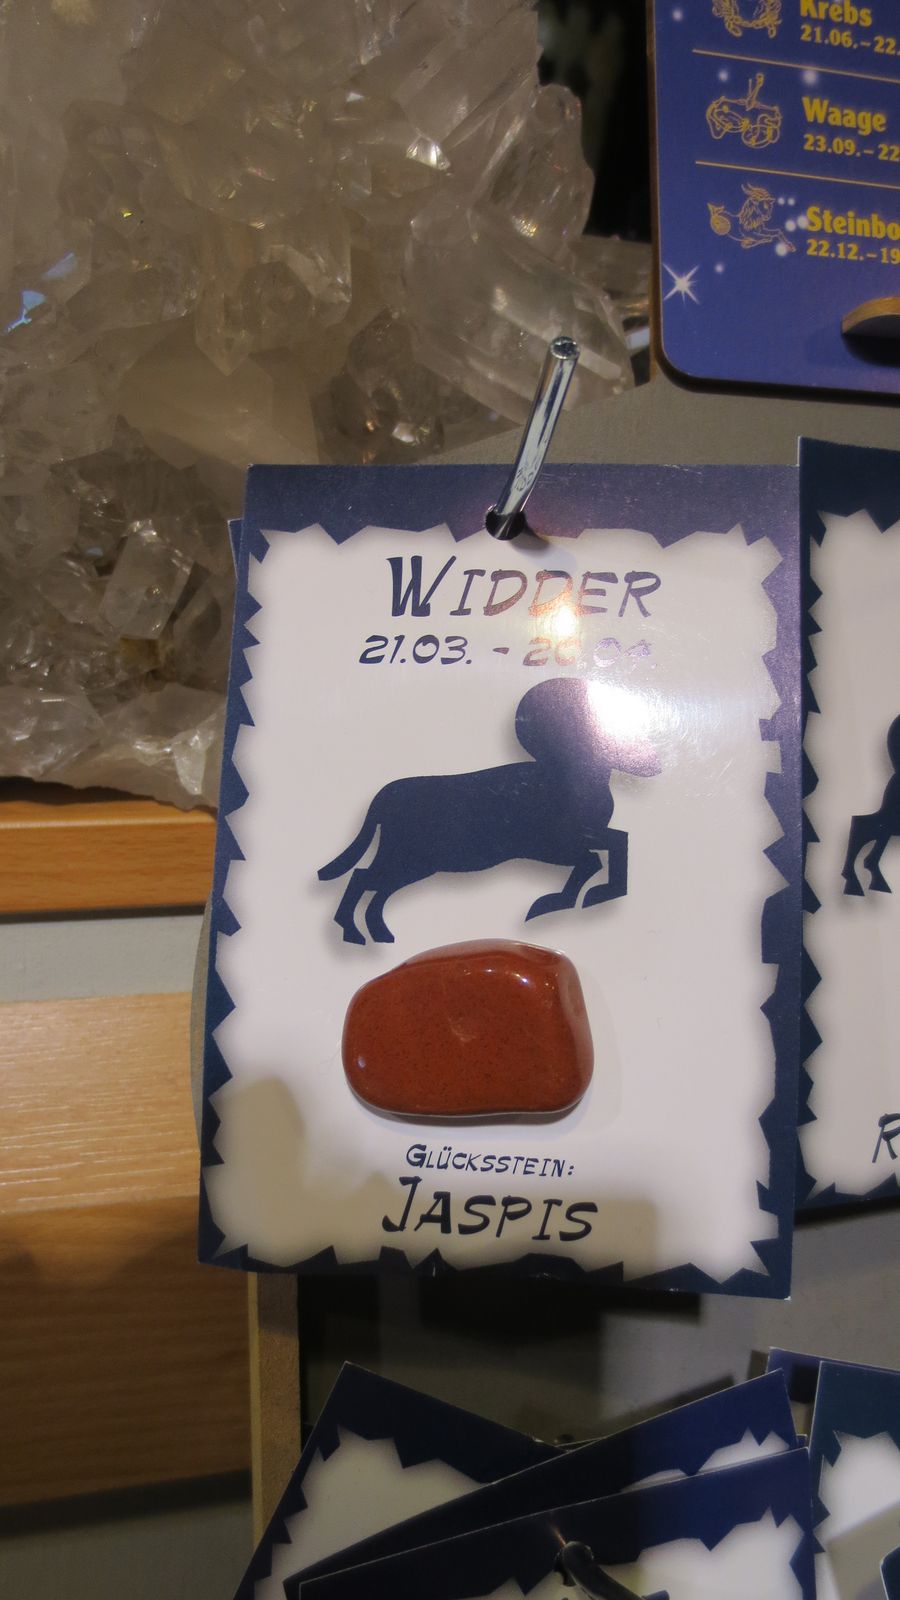 Krebs
21.06.-22.
Waage
23.09.-22
Steinbo
22.12.-19
WIDDER
21.03. - 20.04.
GLÜCKSSTEIN:
JASPIS
R